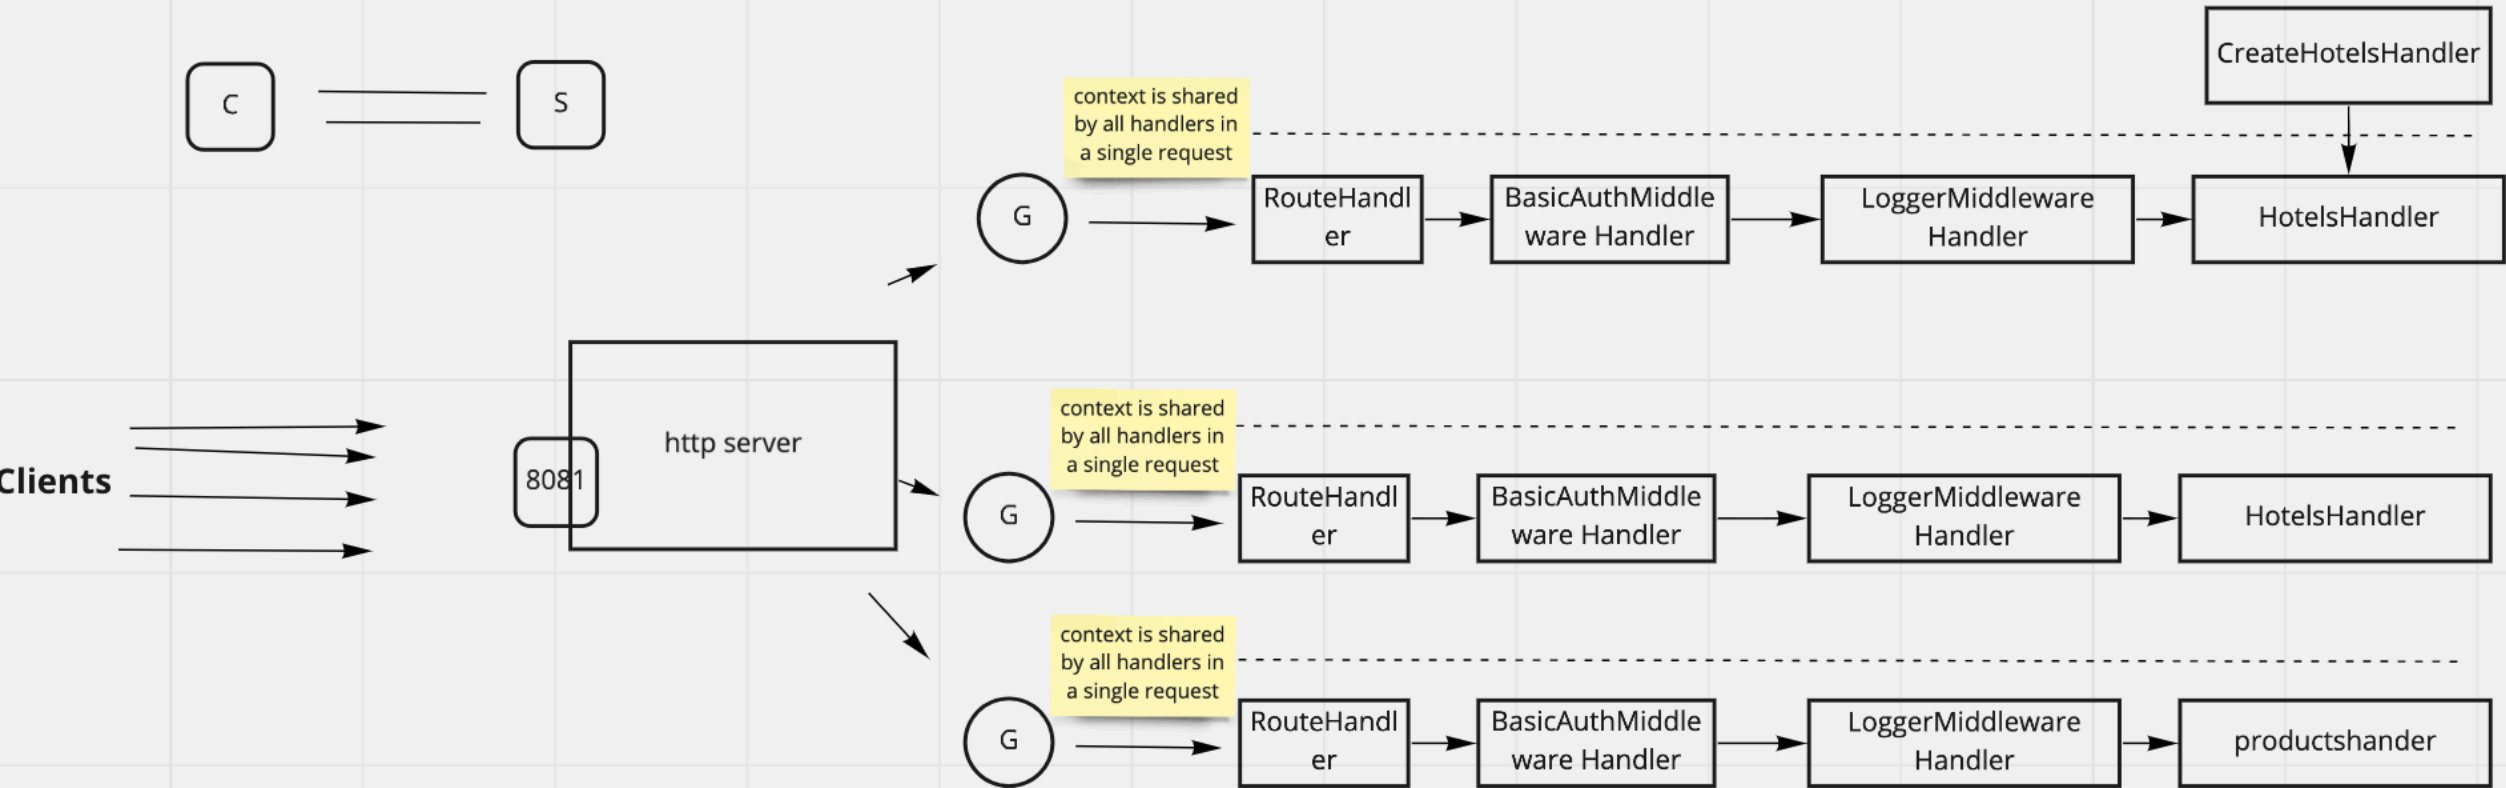 CreateHotelsHandler
C
S
context is shared
by all handlers in
a single request
G
RouteHandl
er
BasicAuthMiddle
ware Handler
LoggerMiddleware
Handler
HotelsHandler
http server
8081
Clients
context is shared
by all handlers in
a single request
G
RouteHandl
er
BasicAuthMiddle
ware Handler
LoggerMiddleware
Handler
HotelsHandler
context is shared
by all handlers in
a single request
G
RouteHandl
er
BasicAuthMiddle
ware Handler
LoggerMiddleware
Handler
productshander